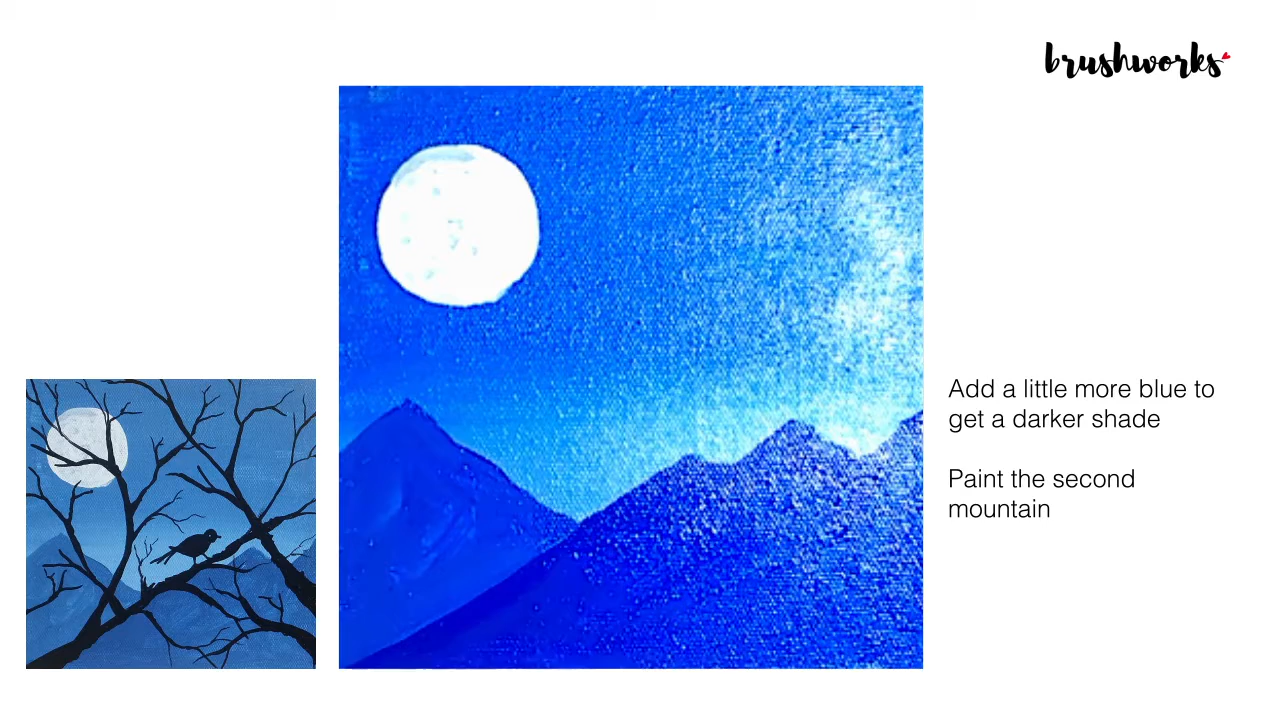 brushworks
Add a little more blue to
get a darker shade
Paint the second
mountain